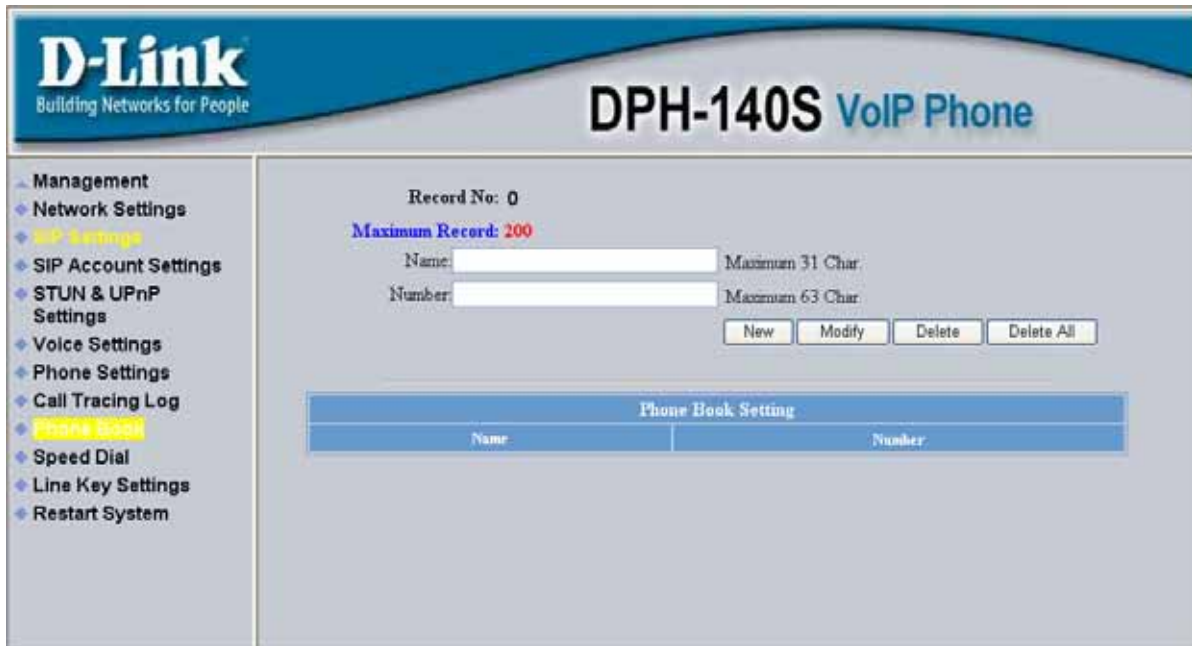 D-Link
Building Networks for People
DPH-140S VoIP Phone
Management
Network Settings
SIP Settings
SIP Account Settings
STUN & UPnP
Settings
Voice Settings
Phone Settings
Call Tracing Log
Phone Book
Speed Dial
Line Key Settings
Restart System
Record No: 0
Maximum Record: 200
Name:
Maximum 31 Char.
Number:
Maximum 63 Char.
New Modify Delete Delete All
Phone Book Setting
Name Number